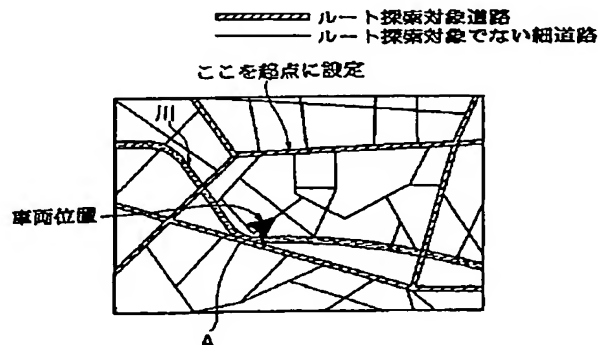 ルート探索対象道路
ルート探索対象でない細道路
ここを起点に設定
川
車両位置
A